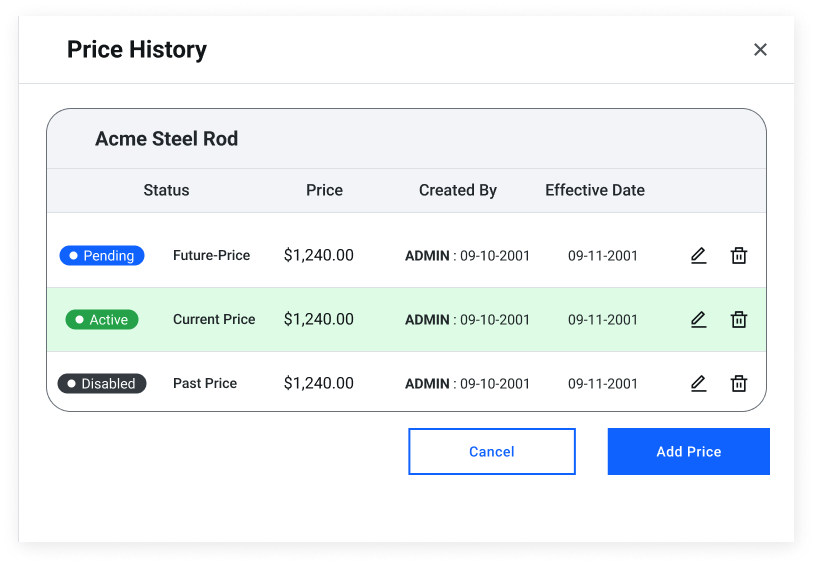 Price History
Acme Steel Rod
Status Price Created By Effective Date
Pending Future-Price $1,240.00 ADMIN : 09-10-2001 09-11-2001
Active Current Price $1,240.00 ADMIN : 09-10-2001 09-11-2001
Disabled Past Price $1,240.00 ADMIN : 09-10-2001 09-11-2001
Cancel Add Price